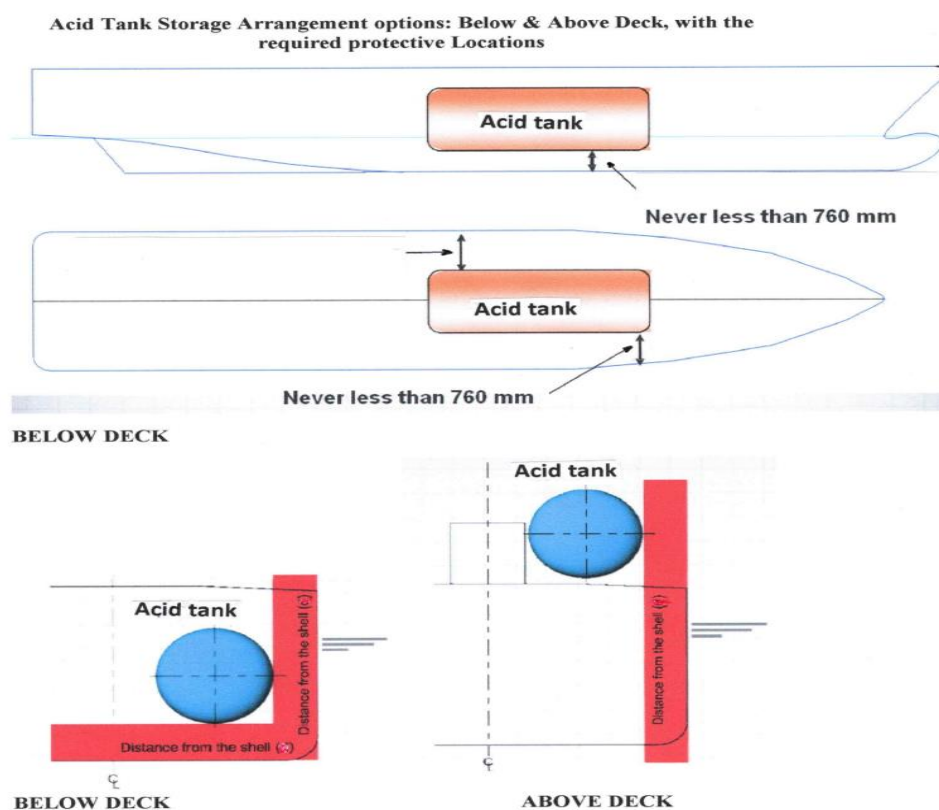 Acid Tank Storage Arrangement options: Below & Above Deck, with the
required protective Locations
Acid tank
Never less than 760 mm
Acid tank
Never less than 760 mm
BELOW DECK
Acid tank
Distance from the shell (c)
Distance from the shell
℄
BELOW DECK
Acid tank
Distance from the shell
℄
ABOVE DECK